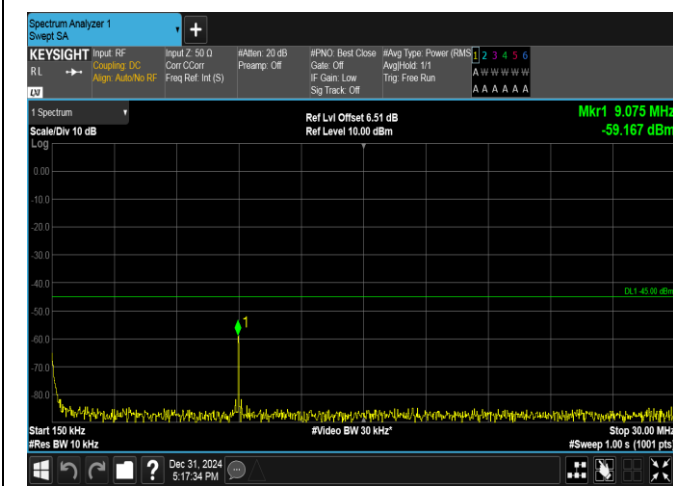 Spectrum Analyzer 1
Swept SA
KEYSIGHT
RL
LXI
Input: RF
Coupling: DC
Align: Auto/No RF
Input Z: 50 Ω
Corr CCorr
Freq Ref: Int (S)
#Atten: 20 dB
Preamp: Off
#PNO: Best Close
Gate: Off
IF Gain: Low
Sig Track: Off
#Avg Type: Power (RMS
Avg|Hold: 1/1
Trig: Free Run
1 2 3 4 5 6
A W W W W W
A A A A A A
1 Spectrum
Scale/Div 10 dB
Log
Ref Lvl Offset 6.51 dB
Ref Level 10.00 dBm
Mkr1 9.075 MHz
-59.167 dBm
0.00
-10.0
-20.0
-30.0
-40.0
DL1 -45.00 dBm
-50.0
1
-60.0
-70.0
-80.0
Start 150 kHz
#Video BW 30 kHz*
Stop 30.00 MHz
#Res BW 10 kHz
#Sweep 1.00 s (1001 pts)
Dec 31, 2024
5:17:34 PM